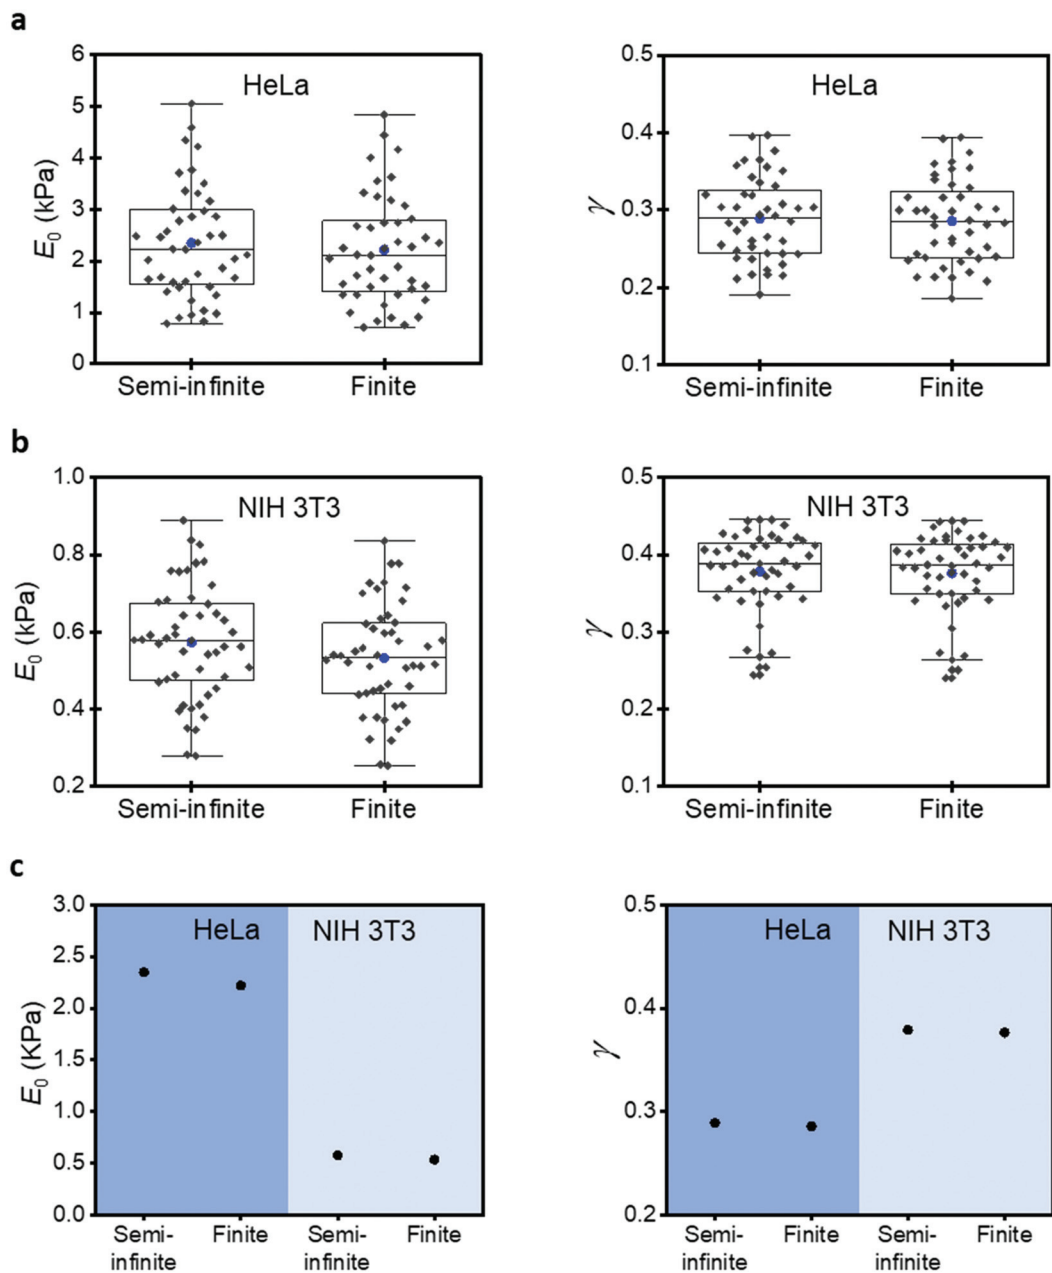 a
HeLa
E0 (kPa)
6
5
4
3
2
1
0
Semi-infinite
Finite
HeLa
γ
0.5
0.4
0.3
0.2
0.1
Semi-infinite
Finite
b
NIH 3T3
E0 (kPa)
1.0
0.8
0.6
0.4
0.2
Semi-infinite
Finite
NIH 3T3
γ
0.5
0.4
0.3
0.2
0.1
Semi-infinite
Finite
c
HeLa
NIH 3T3
E0 (KPa)
3.0
2.5
2.0
1.5
1.0
0.5
0.0
Semi-
infinite
Finite
Semi-
infinite
Finite
HeLa
NIH 3T3
γ
0.5
0.4
0.3
0.2
Semi-
infinite
Finite
Semi-
infinite
Finite